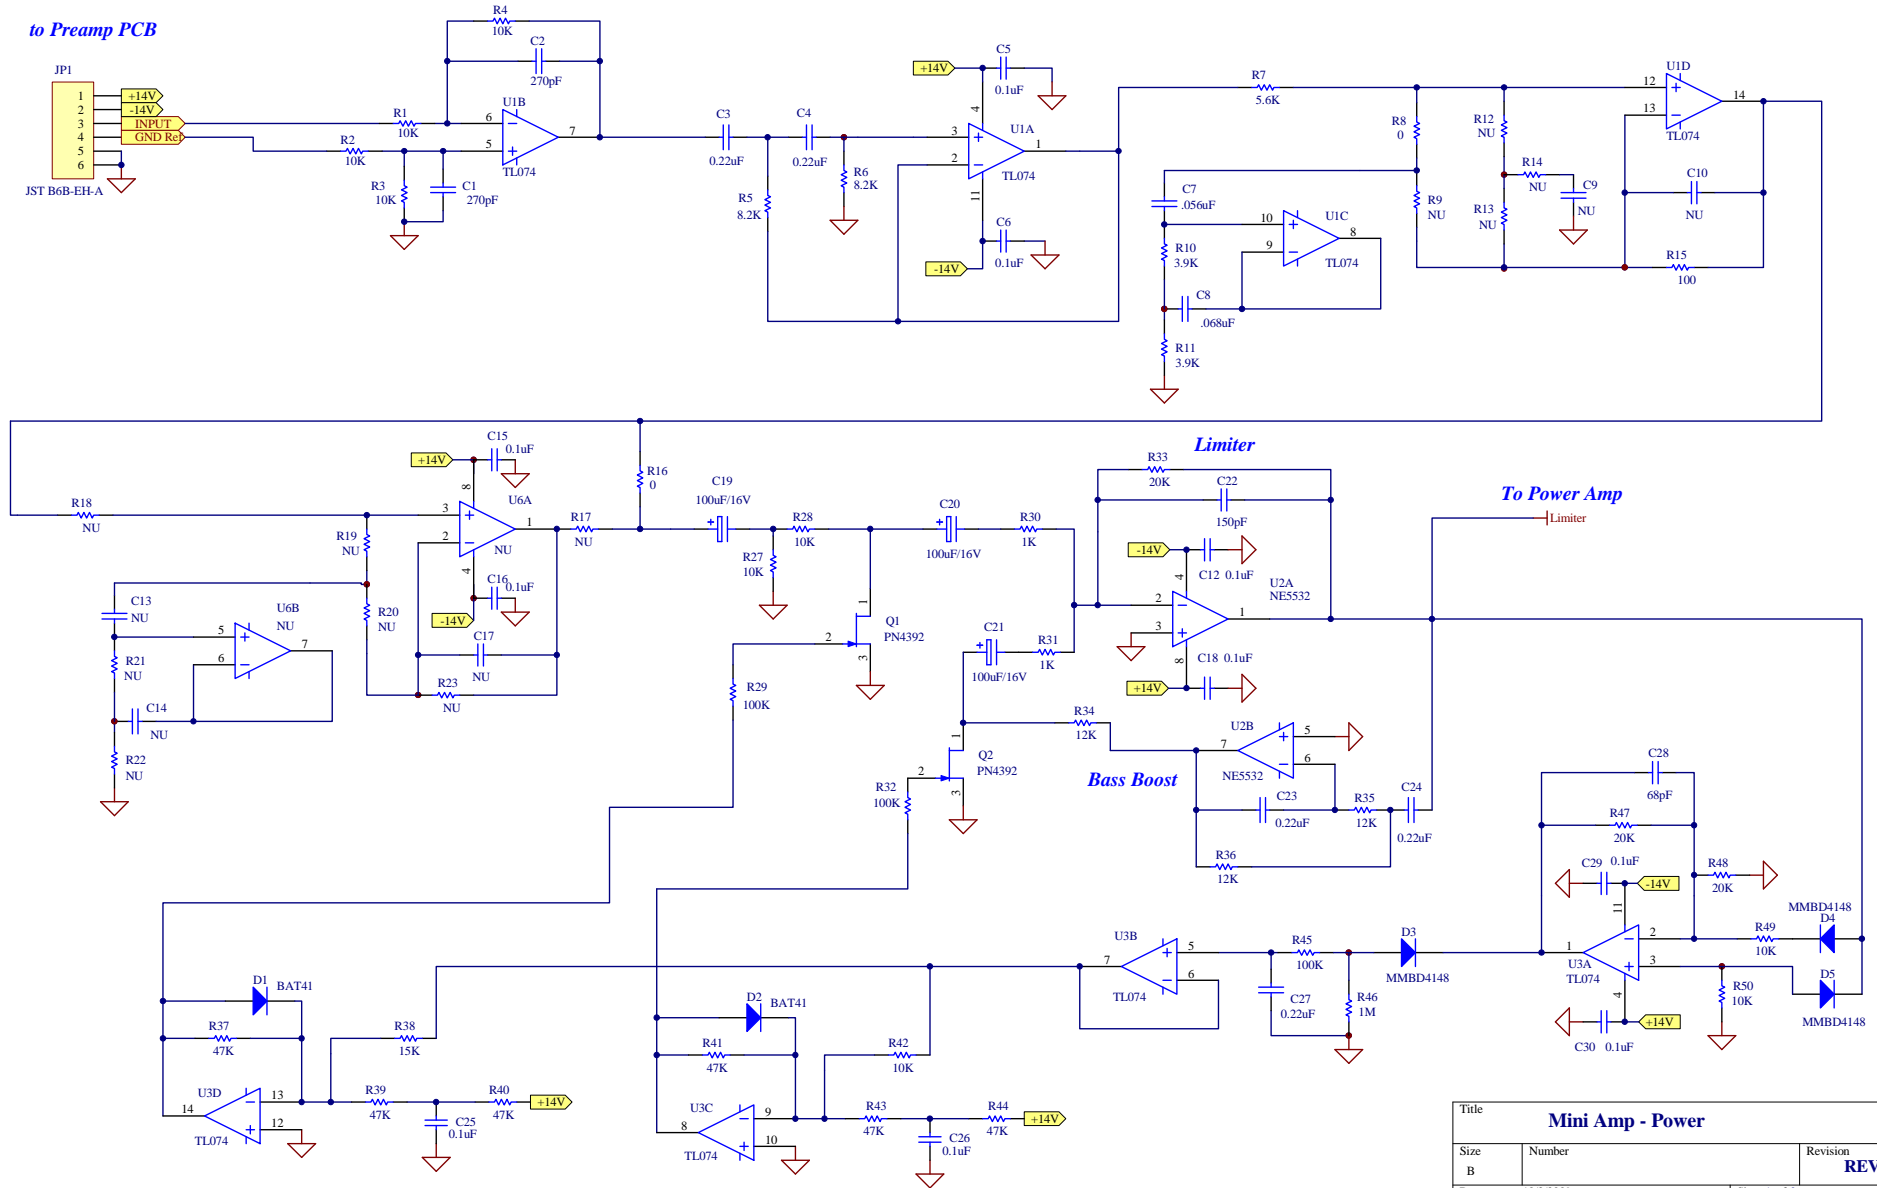 to Preamp PCB
JP1
1
2
3
4
5
6
+14V
-14V
INPUT
GND Ref
JST B6B-EH-A
R4
10K
C2
270pF
R1
10K
R2
10K
R3
10K
C1
270pF
U1B
6
5
7
TL074
C3
0.22uF
C4
0.22uF
R5
8.2K
R6
8.2K
+14V
C5
0.1uF
4
3
2
1
U1A
TL074
11
C6
0.1uF
-14V
R7
5.6K
R8
0
R9
NU
R12
NU
R14
NU
R13
NU
C9
NU
U1D
12
13
14
TL074
C10
NU
R15
100
C7
.056uF
R10
3.9K
C8
.068uF
R11
3.9K
U1C
10
9
8
TL074
R18
NU
+14V
C15
0.1uF
8
U6A
3
2
1
NU
4
C16
0.1uF
-14V
R19
NU
R20
NU
C17
NU
R23
NU
C13
NU
R21
NU
C14
NU
R22
NU
U6B
NU
5
6
7
R17
NU
R16
0
C19
100uF/16V
R28
10K
R27
10K
C20
100uF/16V
R30
1K
Limiter
R33
20K
C22
150pF
-14V
C12 0.1uF
4
U2A
NE5532
2
3
1
8
C18 0.1uF
+14V
To Power Amp
Limiter
1
Q1
PN4392
2
3
R29
100K
C21
100uF/16V
R31
1K
R34
12K
1
Q2
PN4392
2
3
R32
100K
Bass Boost
U2B
5
6
7
NE5532
C23
0.22uF
R35
12K
C24
0.22uF
R36
12K
C28
68pF
R47
20K
C29 0.1uF
-14V
R48
20K
11
MMBD4148
D4
R49
10K
2
3
1
U3A
TL074
4
D5
MMBD4148
R50
10K
+14V
C30 0.1uF
D3
MMBD4148
R45
100K
R46
1M
C27
0.22uF
U3B
5
6
7
TL074
D1
BAT41
R37
47K
R38
15K
U3D
13
12
14
TL074
R39
47K
R40
47K
+14V
C25
0.1uF
D2
BAT41
R41
47K
R42
10K
U3C
9
10
8
TL074
R43
47K
R44
47K
+14V
C26
0.1uF
Title
Mini Amp - Power
Size
Number
Revision
B
REV